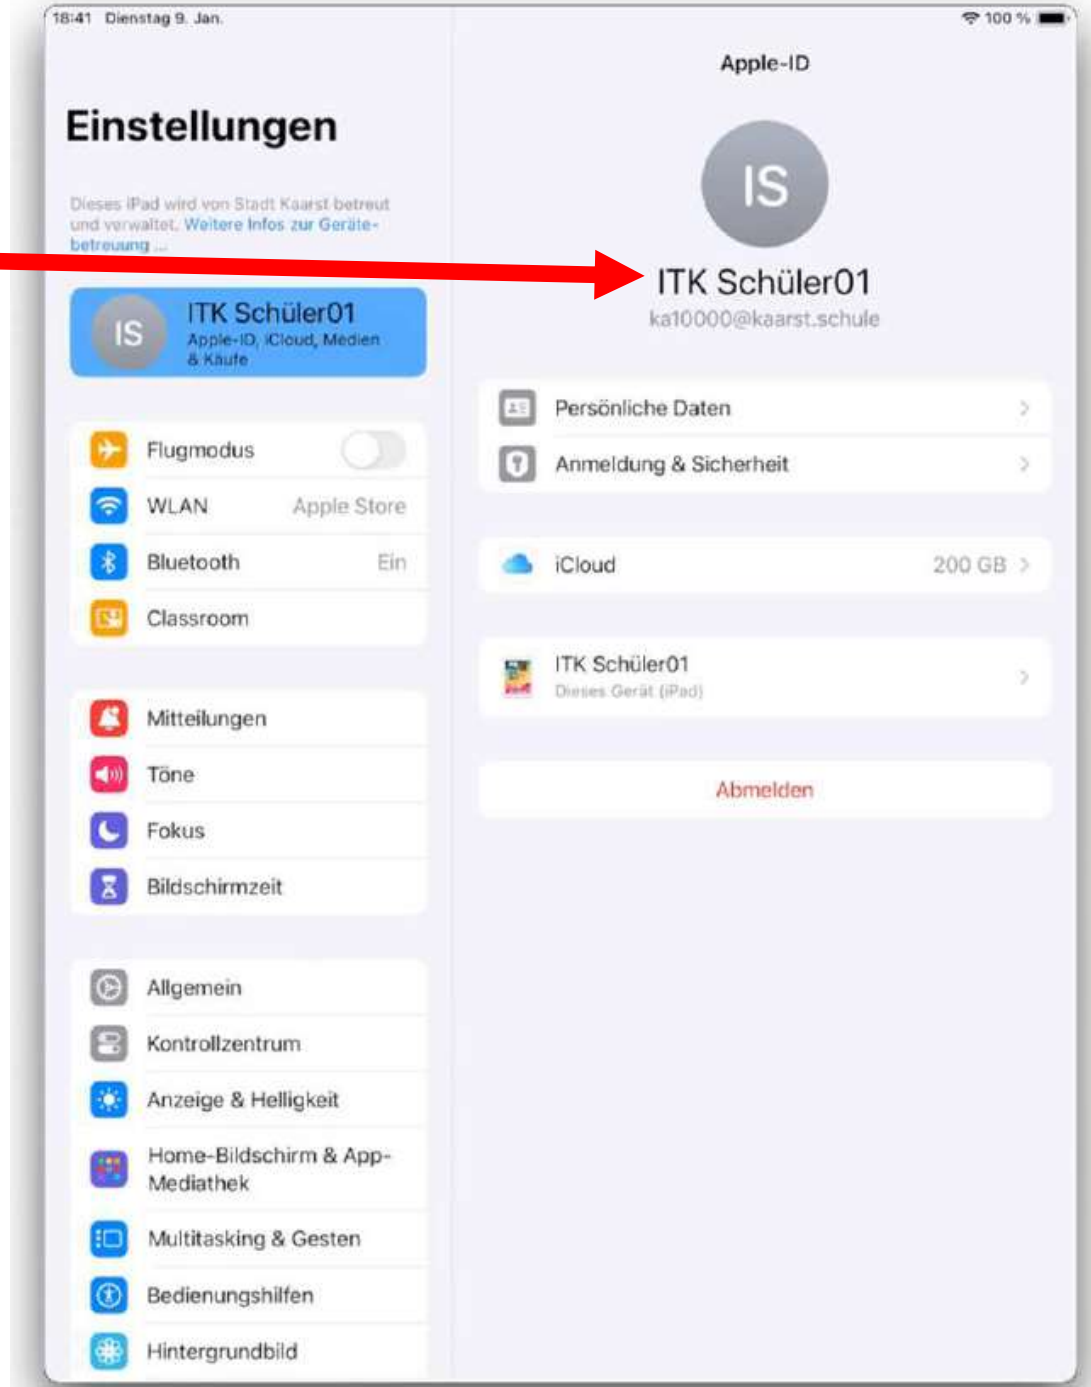 18:41 Dienstag 9. Jan.
100 %
Einstellungen
Dieses iPad wird von Stadt Kaarst betreut
und verwaltet. Weitere Infos zur Geräte-
betreuung ...
IS
ITK Schüler01
Apple-ID, iCloud, Medien
& Käufe
Flugmodus
WLAN Apple Store
Bluetooth Ein
Classroom
Mitteilungen
Töne
Fokus
Bildschirmzeit
Allgemein
Kontrollzentrum
Anzeige & Helligkeit
Home-Bildschirm & App-
Mediathek
Multitasking & Gesten
Bedienungshilfen
Hintergrundbild
Apple-ID
IS
ITK Schüler01
ka10000@kaarst.schule
Persönliche Daten
Anmeldung & Sicherheit
iCloud 200 GB
ITK Schüler01
Dieses Gerät (iPad)
Abmelden